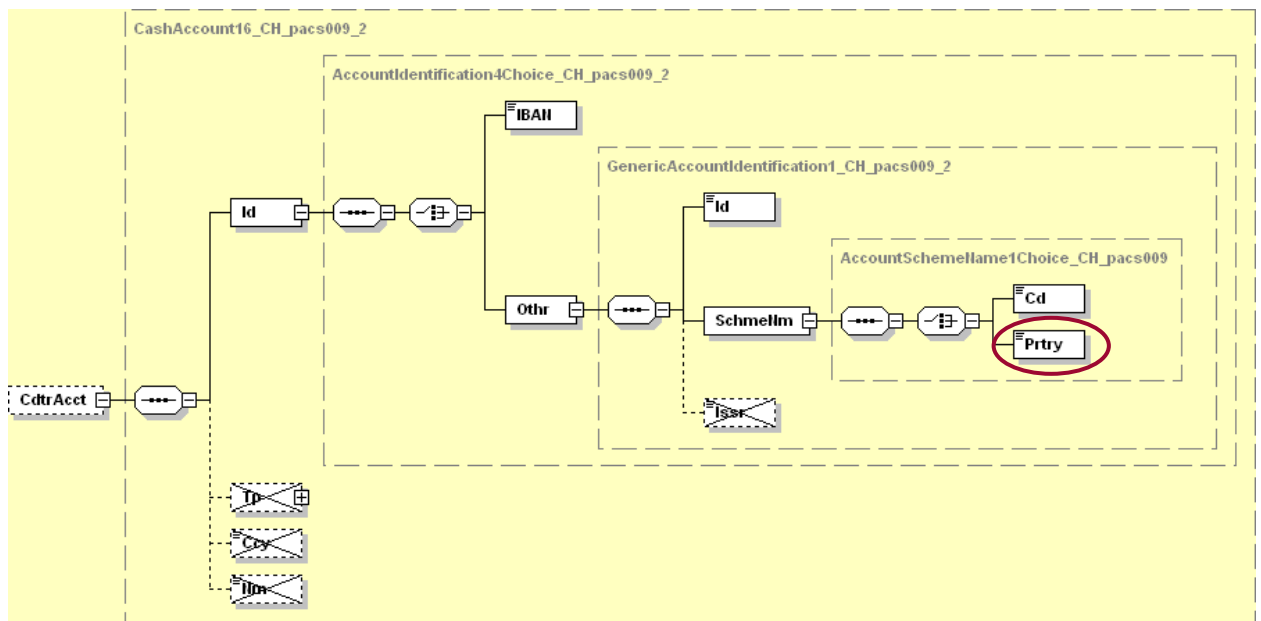 CashAccount16_CH_pacs009_2
AccountIdentification4Choice_CH_pacs009_2
IBAN
GenericAccountIdentification1_CH_pacs009_2
Id
Id
AccountSchemeName1Choice_CH_pacs009
Cd
Othr
SchmeNm
Prtry
CdtrAcct
Issr
Tp
Ccy
Nm